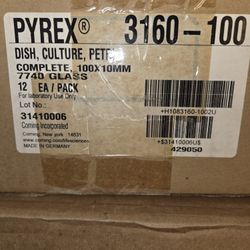 PYREX® 3160-100
DISH, CULTURE, PETRI
COMPLETE, 100X10MM
7740 GLASS
12 EA / PACK
For laboratory Use Only
Lot No:
31410006
Corning Incorporated
Corning, New york 14831
www.corning.com/lifesciences
MADE IN GERMANY
+H1083160-1002U
+$31410006U$
429050